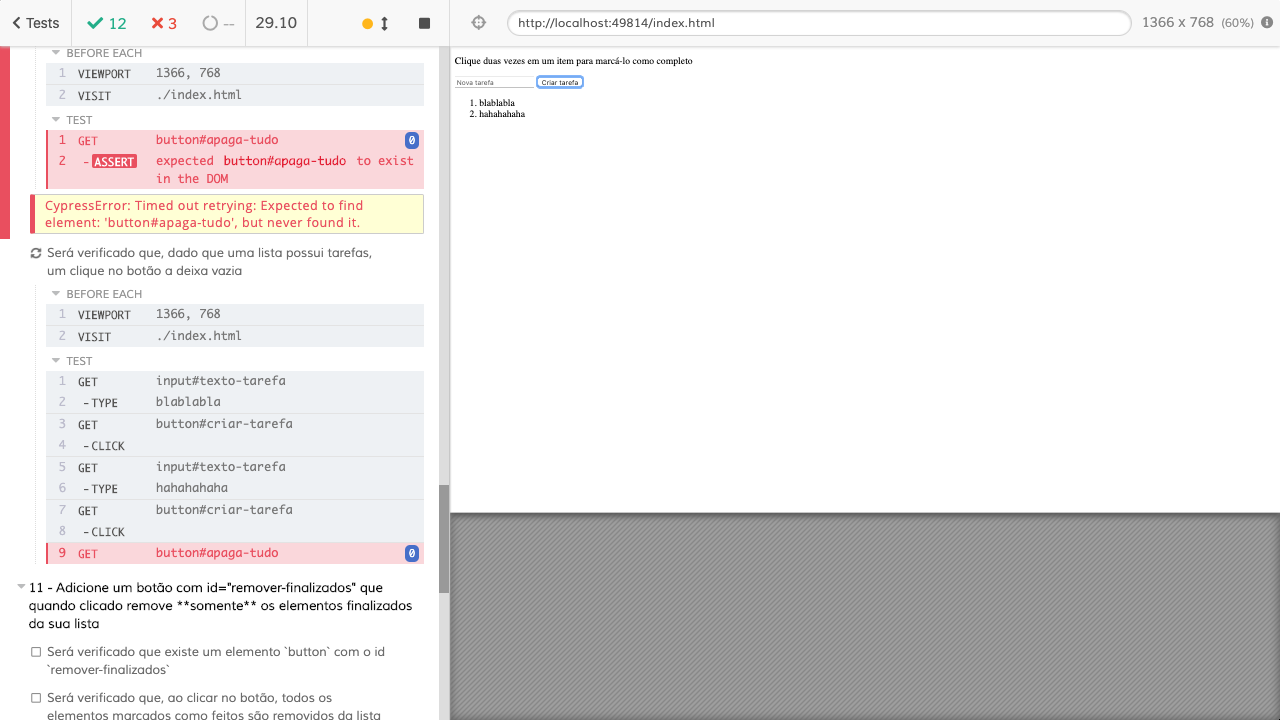 Tests
12
3
--
29.10
http://localhost:49814/index.html
1366 x 768 (60%)
BEFORE EACH
1 VIEWPORT 1366, 768
2 VISIT ./index.html
TEST
1 GET button#apaga-tudo 0
2 -ASSERT expected button#apaga-tudo to exist
in the DOM
CypressError: Timed out retrying: Expected to find
element: 'button#apaga-tudo', but never found it.
Será verificado que, dado que uma lista possui tarefas,
um clique no botão a deixa vazia
BEFORE EACH
1 VIEWPORT 1366, 768
2 VISIT ./index.html
TEST
1 GET input#texto-tarefa
2 -TYPE blablabla
3 GET button#criar-tarefa
4 -CLICK
5 GET input#texto-tarefa
6 -TYPE hahahahaha
7 GET button#criar-tarefa
8 -CLICK
9 GET button#apaga-tudo 0
11 - Adicione um botão com id="remover-finalizados" que
quando clicado remove **somente** os elementos finalizados
da sua lista
Será verificado que existe um elemento `button` com o id
`remover-finalizados`
Será verificado que, ao clicar no botão, todos os
elementos marcados como feitos são removidos da lista
Clique duas vezes em um item para marcá-lo como completo
Nova tarefa
Criar tarefa
1. blablabla
2. hahahahaha